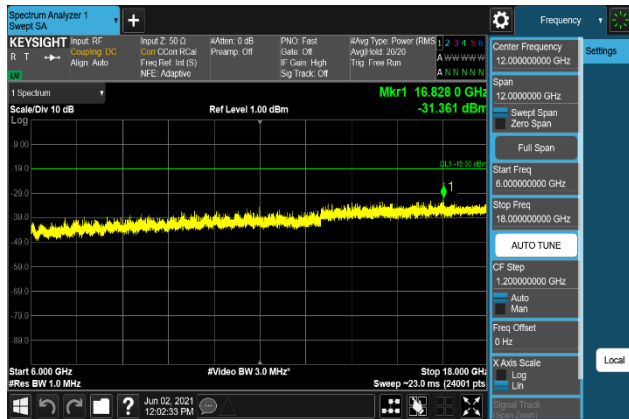 Spectrum Analyzer 1
Swept SA
+
Frequency
KEYSIGHT
Input: RF
Coupling: DC
Align: Auto
R T
LXI
Input Z: 50 Ω
Corr CCorr RCal
Freq Ref: Int (S)
NFE: Adaptive
#Atten: 0 dB
Preamp: Off
PNO: Fast
Gate: Off
IF Gain: High
Sig Track: Off
#Avg Type: Power (RMS)
Avg|Hold: 20/20
Trig: Free Run
1 2 3 4 5 6
A W W W W W
A N N N N N
1 Spectrum
Scale/Div 10 dB
Log
Ref Level 1.00 dBm
Mkr1 16.828 0 GHz
-31.361 dBm
-9.00
-19.0
-29.0
-39.0
-49.0
-59.0
-69.0
-79.0
-89.0
DL1 -19.00 dBm
1
Start 6.000 GHz
#Res BW 1.0 MHz
#Video BW 3.0 MHz*
Stop 18.000 GHz
Sweep ~23.0 ms (24001 pts
Jun 02, 2021
12:02:33 PM
?
Center Frequency
12.000000000 GHz
Span
12.0000000 GHz
Swept Span
Zero Span
Full Span
Start Freq
6.000000000 GHz
Stop Freq
18.000000000 GHz
AUTO TUNE
CF Step
1.200000000 GHz
Auto
Man
Freq Offset
0 Hz
X Axis Scale
Log
Lin
Signal Track
(Span Zoom)
Settings
Local